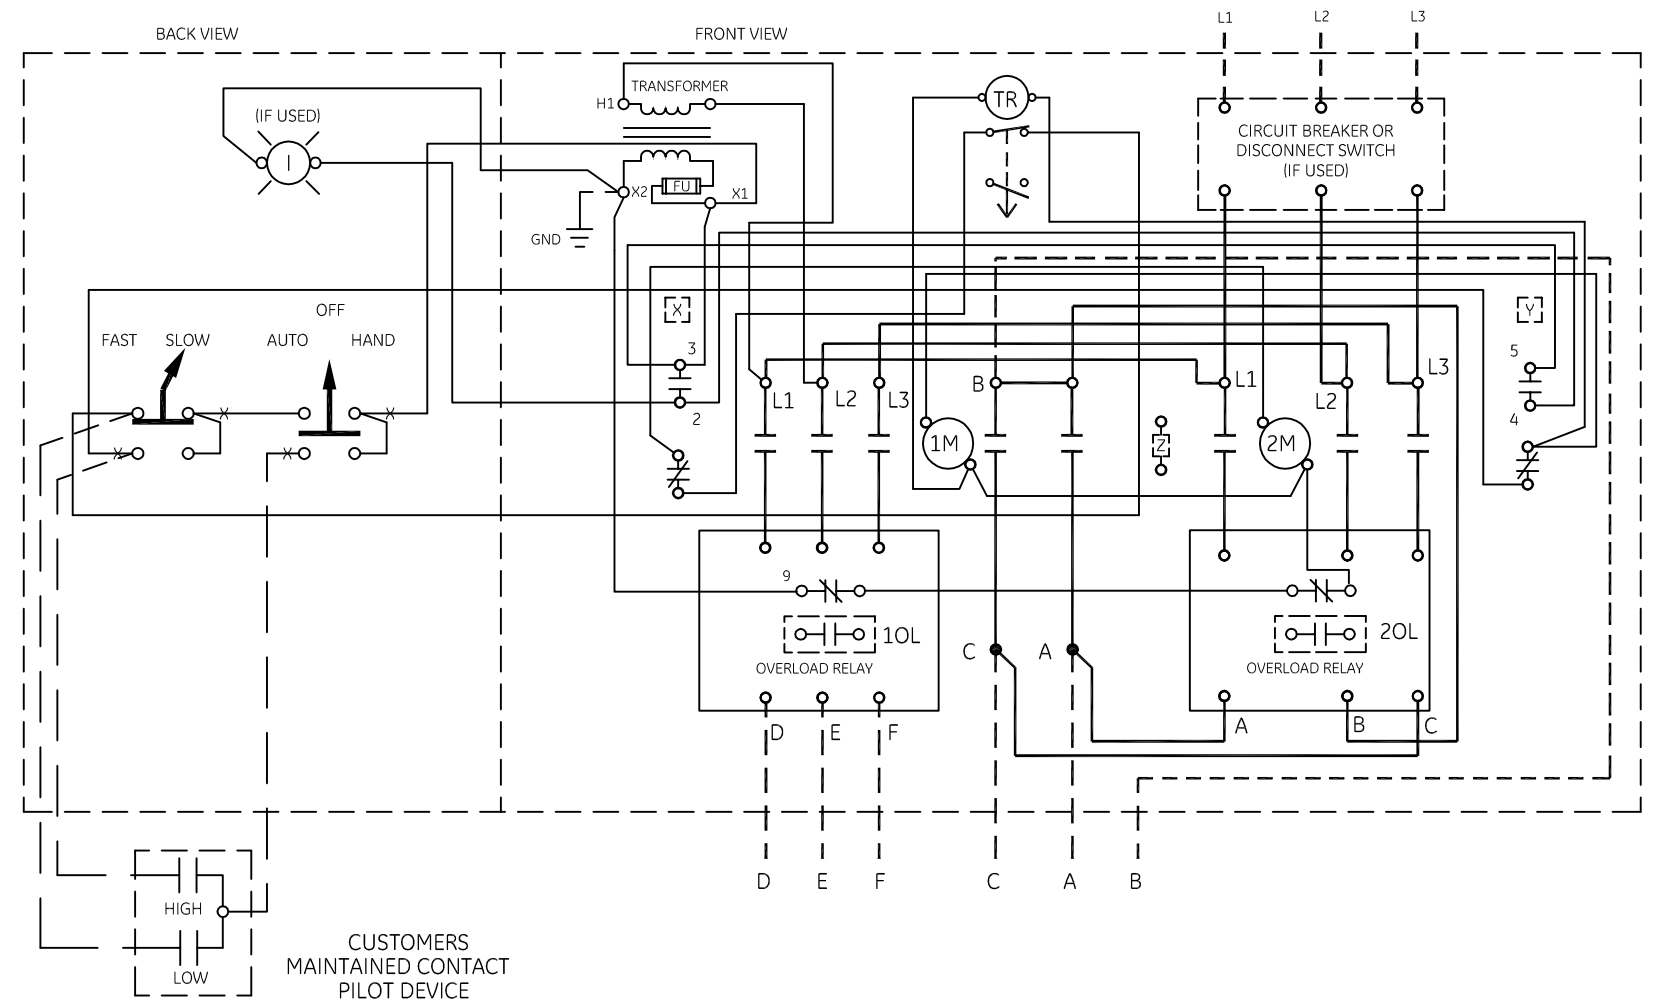 BACK VIEW
FRONT VIEW
L1
L2
L3
(IF USED)
I
TRANSFORMER
H1
X2
FU
X1
GND
TR
CIRCUIT BREAKER OR
DISCONNECT SWITCH
(IF USED)
OFF
FAST
SLOW
AUTO
HAND
X
Y
3
2
5
4
B
L1
L2
L3
L1
L2
L3
1M
Z
2M
9
1OL
OVERLOAD RELAY
2OL
OVERLOAD RELAY
C
A
D
E
F
A
B
C
D
E
F
C
A
B
HIGH
LOW
CUSTOMERS
MAINTAINED CONTACT
PILOT DEVICE